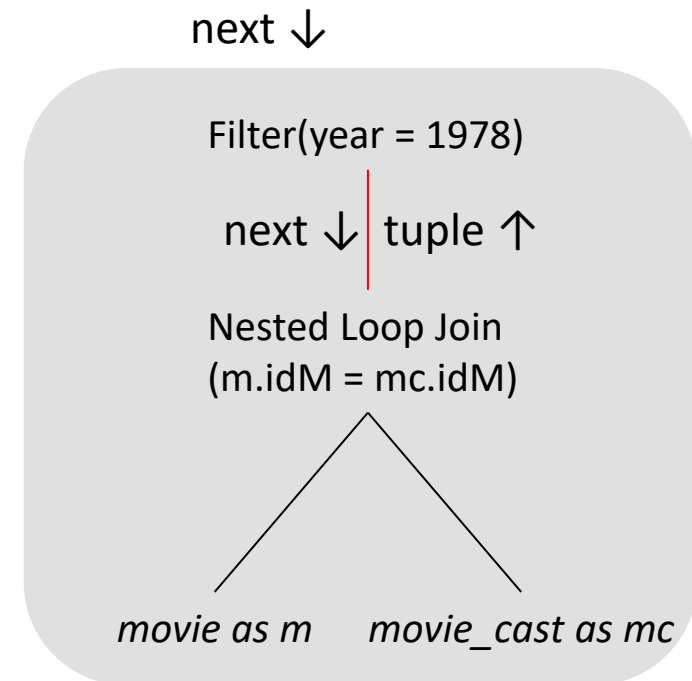 next ↓
Filter(year = 1978)
next ↓ tuple ↑
Nested Loop Join
(m.idM = mc.idM)
movie as m movie_cast as mc